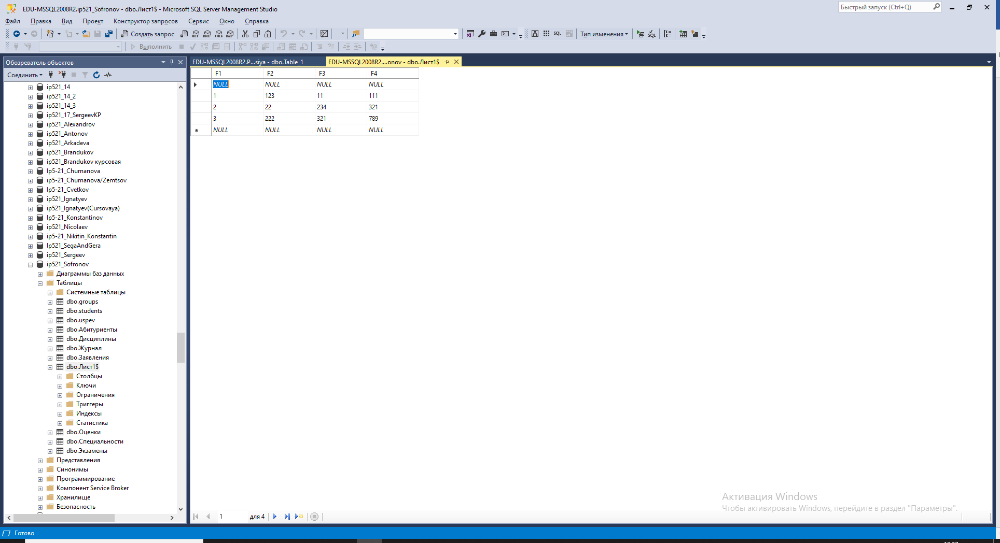 EDU-MSSQL2008R2.ip521_Sofronov - dbo.Лист1$ - Microsoft SQL Server Management Studio
Быстрый запуск (Ctrl+Q)
Файл Правка Вид Проект Конструктор запросов Сервис Окно Справка
Создать запрос MDX DMX XMLA DAX SQL Тип изменения SQL
Выполнить
Обозреватель объектов
EDU-MSSQL2008R2.P...siya - dbo.Table_1
EDU-MSSQL2008R2....onov - dbo.Лист1$
Соединить
F1 F2 F3 F4
NULL NULL NULL NULL
1 123 11 111
2 22 234 321
3 222 321 789
NULL NULL NULL NULL
ip521_14
ip521_14_2
ip521_14_3
ip521_17_SergeevKP
ip521_Alexandrov
ip521_Antonov
ip521_Arkadeva
ip521_Brandukov
ip521_Brandukov курсовая
Ip5-21_Chumanova
ip5-21_Chumanova/Zemtsov
Ip5-21_Cvetkov
ip521_Ignatyev
ip521_Ignatyev(Cursovaya)
Ip5-21_Konstantinov
ip521_Nicolaev
ip5-21_Nikitin_Konstantin
Ip521_SegaAndGera
ip521_Sergeev
ip521_Sofronov
Диаграммы баз данных
Таблицы
Системные таблицы
dbo.groups
dbo.students
dbo.uspev
dbo.Абитуриенты
dbo.Дисциплины
dbo.Журнал
dbo.Заявления
dbo.Лист1$
Столбцы
Ключи
Ограничения
Триггеры
Индексы
Статистика
dbo.Оценки
dbo.Специальности
dbo.Экзамены
Представления
Синонимы
Программирование
Компонент Service Broker
Хранилище
Безопасность
Активация Windows
Чтобы активировать Windows, перейдите в раздел "Параметры".
1 для 4
Готово